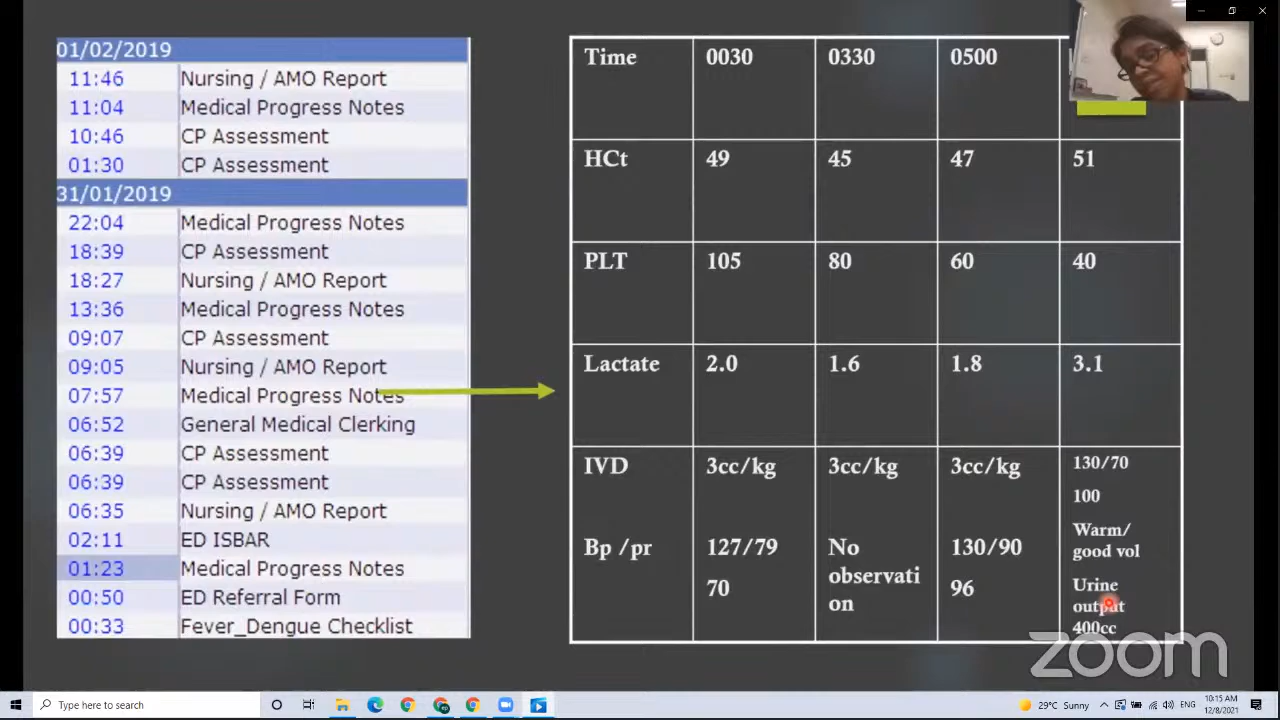 01/02/2019
11:46 Nursing / AMO Report
11:04 Medical Progress Notes
10:46 CP Assessment
01:30 CP Assessment
31/01/2019
22:04 Medical Progress Notes
18:39 CP Assessment
18:27 Nursing / AMO Report
13:36 Medical Progress Notes
09:07 CP Assessment
09:05 Nursing / AMO Report
07:57 Medical Progress Notes
06:52 General Medical Clerking
06:39 CP Assessment
06:39 CP Assessment
06:35 Nursing / AMO Report
02:11 ED ISBAR
01:23 Medical Progress Notes
00:50 ED Referral Form
00:33 Fever_Dengue Checklist
Time 0030 0330 0500
HCt 49 45 47 51
PLT 105 80 60 40
Lactate 2.0 1.6 1.8 3.1
IVD 3cc/kg 3cc/kg 3cc/kg 130/70
100
Warm/
good vol
Bp /pr 127/79 No 130/90
observati
70 on 96
Urine
output
400cc
zoom
Type here to search
29°C Sunny
10:15 AM
12/8/2021